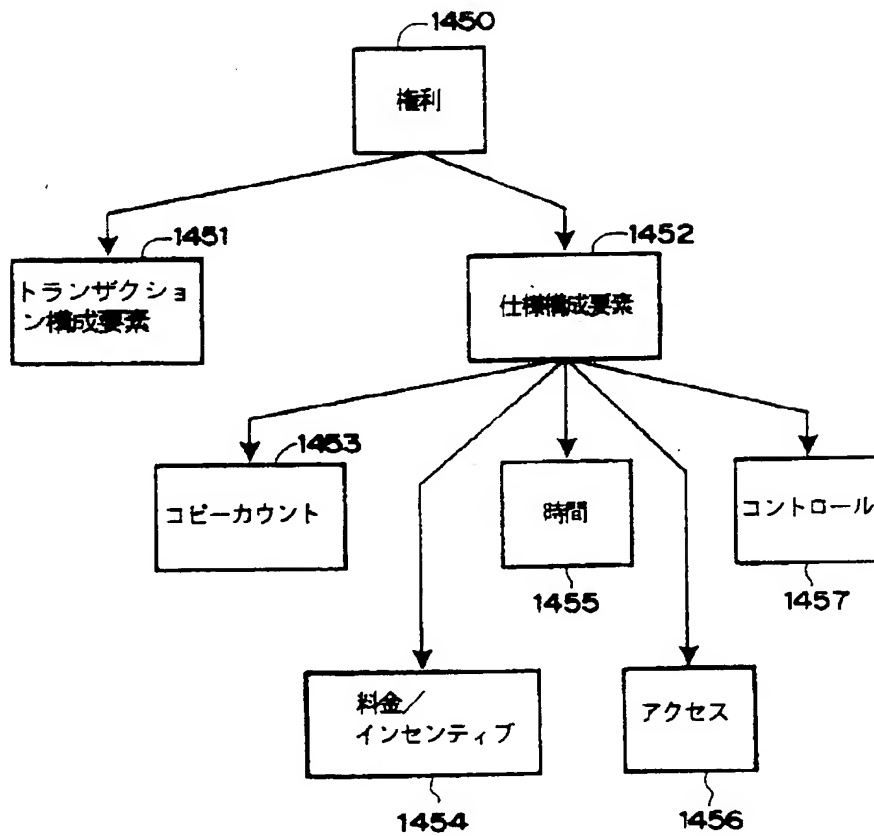 1450
権利
1451
トランザクショ
ン構成要素
1452
仕様構成要素
1453
コピーカウント
時間
1455
コントロール
1457
料金/
インセンティブ
1454
アクセス
1456